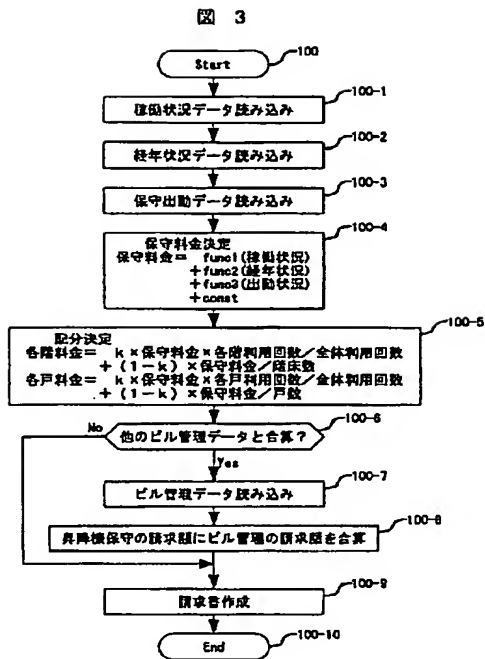 図 3
100
Start
100-1
稼働状況データ読み込み
100-2
経年状況データ読み込み
100-3
保守出動データ読み込み
100-4
保守料金決定
保守料金= func1(稼働状況)
+func2(経年状況)
+func3(出動状況)
+const
100-5
配分決定
各階料金= k×保守料金×各階利用回数/全体利用回数
+(1-k)×保守料金/階床数
各戸料金= k×保守料金×各戸利用回数/全体利用回数
+(1-k)×保守料金/戸数
100-6
No
他のビル管理データと合算?
Yes
100-7
ビル管理データ読み込み
100-8
昇降機保守の請求額にビル管理の請求額を合算
100-9
請求書作成
100-10
End